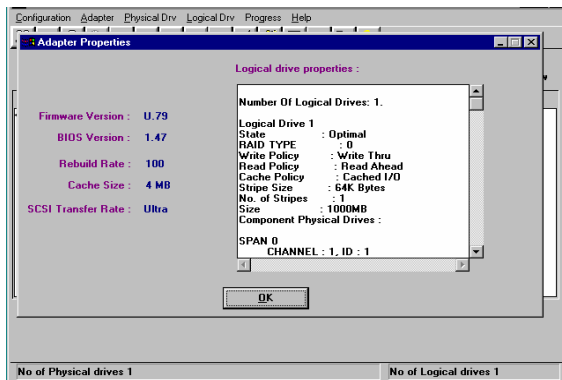 Configuration Adapter Physical Drv Logical Drv Progress Help
Adapter Properties
Logical drive properties :
Firmware Version : U.79
BIOS Version : 1.47
Rebuild Rate : 100
Cache Size : 4 MB
SCSI Transfer Rate : Ultra
Number Of Logical Drives: 1.
Logical Drive 1
State : Optimal
RAID TYPE : 0
Write Policy : Write Thru
Read Policy : Read Ahead
Cache Policy : Cached I/O
Stripe Size : 64K Bytes
No. of Stripes : 1
Size : 1000MB
Component Physical Drives :
SPAN 0
CHANNEL : 1, ID : 1
OK
No of Physical drives 1
No of Logical drives 1